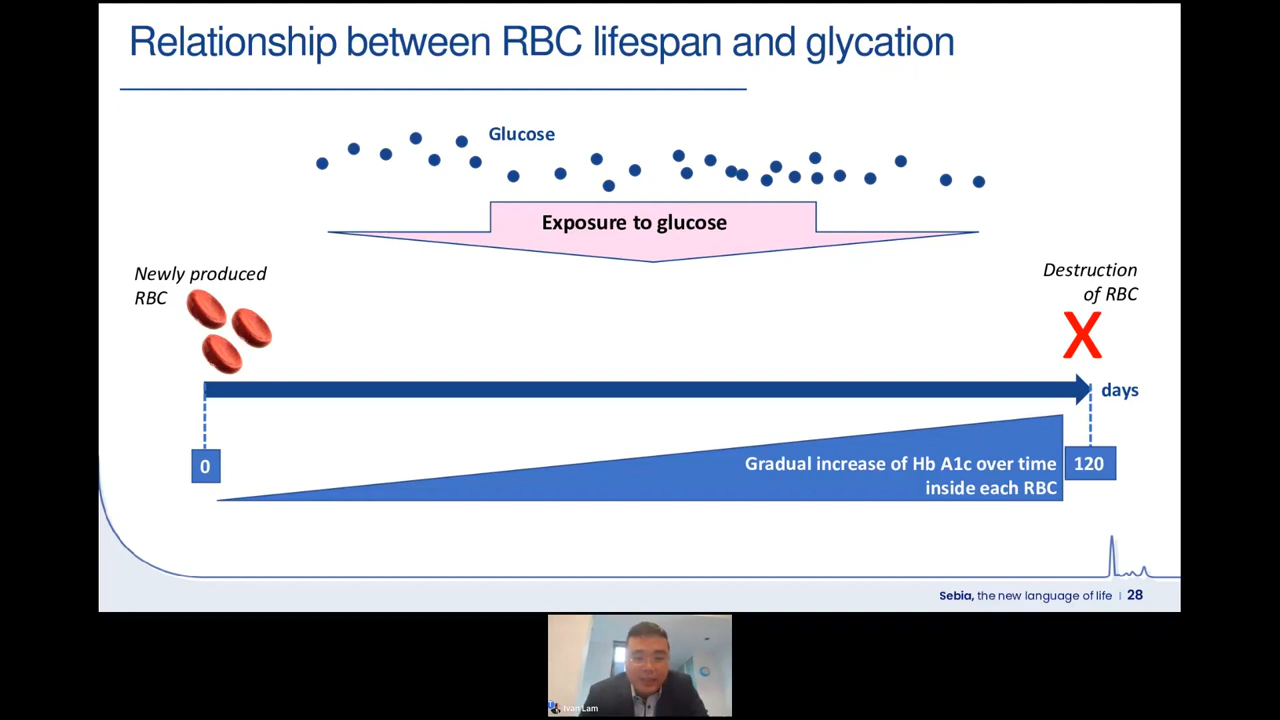 Relationship between RBC lifespan and glycation
Glucose
Exposure to glucose
Newly produced
RBC
Destruction
of RBC
X
days
0
Gradual increase of Hb A1c over time
inside each RBC
120
Sebia, the new language of life | 28
Ivan Lam